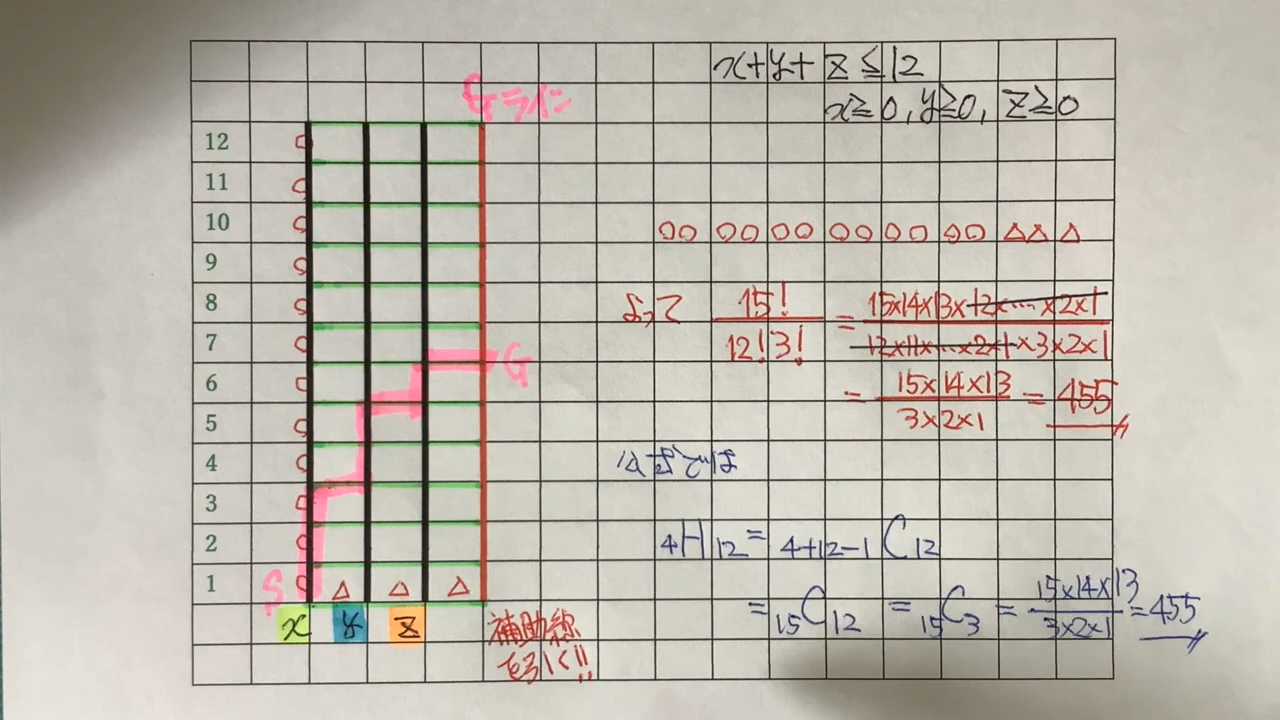 x+y+z≦12
x≧0, y≧0, z≧0
Gライン
12
11
10
9
8
7
6
5
4
3
2
1
○
○
○
○
○
○
○
○
○
○
○
○
△ △ △
S
G
x y z
補助線
を引く!!
○○ ○○ ○○ ○○ ○○ ○○ △△ △
よって 15!/12!3! = 15×14×13×12×…×2×1/12×11×…×2×1×3×2×1
= 15×14×13/3×2×1 = 455
公式では
₄H₁₂ = ₄₊₁₂₋₁C₁₂
= ₁₅C₁₂ = ₁₅C₃ = 15×14×13/3×2×1 = 455